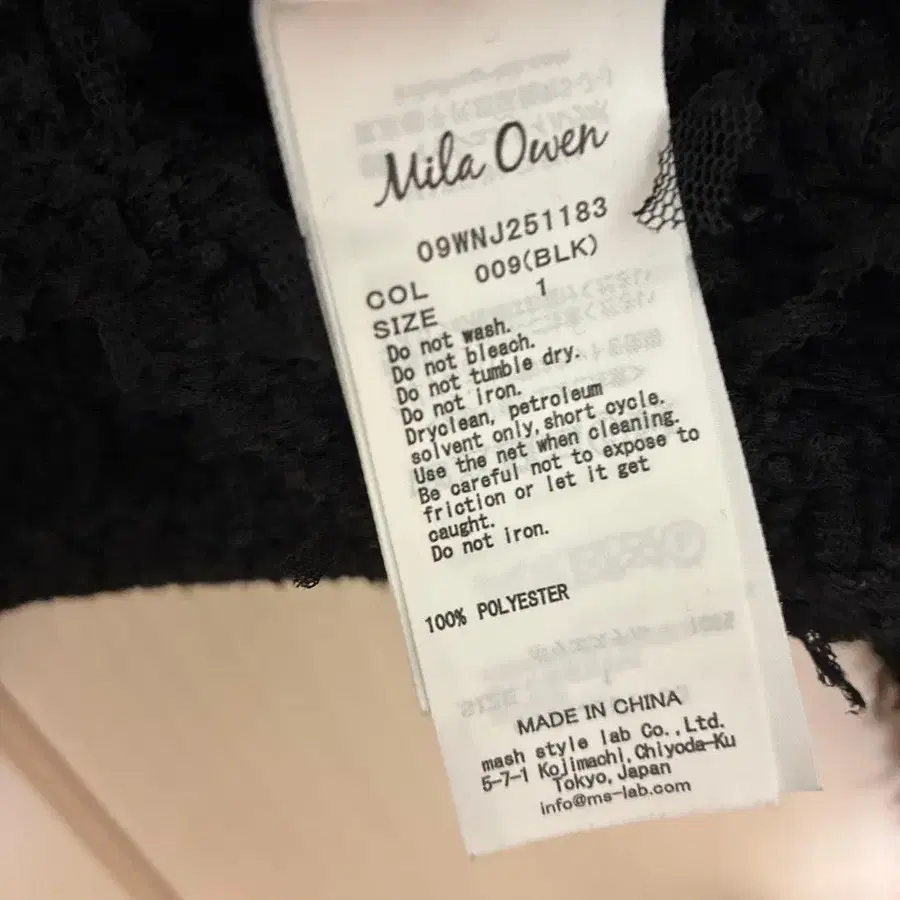 Mila Owen
09WNJ251183
COL 009(BLK)
SIZE 1
Do not wash.
Do not bleach.
Do not tumble dry.
Do not iron.
Dryclean, petroleum
solvent only,short cycle.
Use the net when cleaning.
Be careful not to expose to
friction or let it get
caught.
Do not iron.
100% POLYESTER
MADE IN CHINA
mash style lab Co.,Ltd.
5-7-1 Kojimachi,Chiyoda-Ku
Tokyo,Japan
info@ms-lab.com